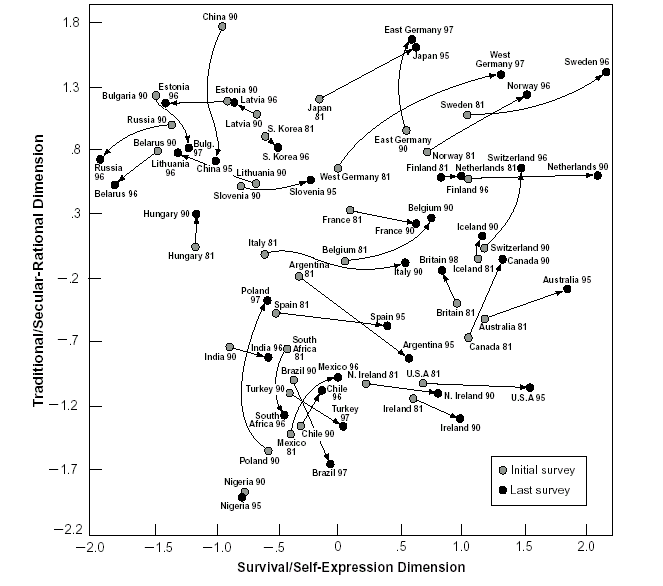 Traditional/Secular-Rational Dimension
1.8
1.3
.8
.3
−.2
−.7
−1.2
−1.7
−2.2
China 90
East Germany 97
Japan 95
West
Germany 97
Sweden 96
Bulgaria 90
Estonia
96
Estonia 90
Latvia 96
Latvia 90
Japan
81
Norway 96
Sweden 81
Russia 90
S. Korea 81
East Germany
90
Belarus 90
Bulg.
97
S. Korea 96
Norway 81
Russia
96
Lithuania
96
China 95
West Germany 81
Finland 81
Netherlands 81
Switzerland 96
Netherlands 90
Belarus 96
Lithuania 90
Slovenia 90
Slovenia 95
Finland 96
Hungary 90
France 81
Belgium 90
France 90
Iceland 90
Hungary 81
Italy 81
Belgium 81
Switzerland 90
Argentina
81
Italy 90
Britain 98
Iceland 81
Canada 90
Poland
97
Spain 81
Britain 81
Australia 95
Spain 95
Australia 81
Canada 81
India 90
India 96
South
Africa
81
Argentina 95
Brazil 90
Mexico 96
N. Ireland 81
U.S.A 81
Turkey 90
Chile
96
N. Ireland 90
U.S.A 95
South
Africa 96
Turkey
97
Ireland 81
Mexico
81
Chile 90
Ireland 90
Poland 90
Brazil 97
Nigeria 90
Nigeria 95
Initial survey
Last survey
−2.0
−1.5
−1.0
−.5
0
.5
1.0
1.5
2.0
Survival/Self-Expression Dimension